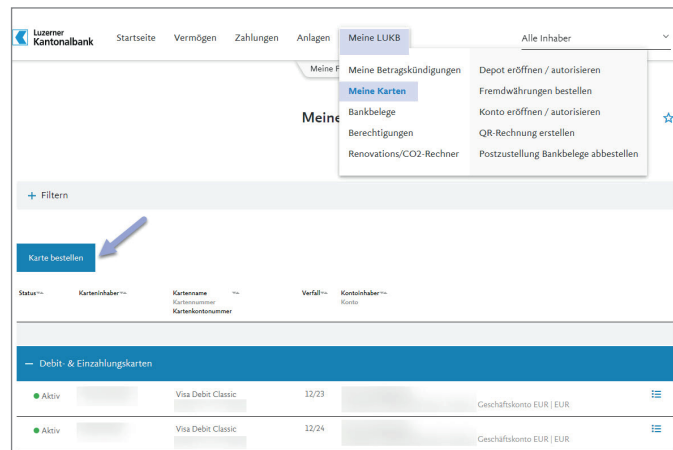 Luzerner
Kantonalbank
Startseite Vermögen Zahlungen Anlagen Meine LUKB Alle Inhaber
Meine
Meine Betragskündigungen Depot eröffnen / autorisieren
Meine Karten Fremdwährungen bestellen
Bankbelege Konto eröffnen / autorisieren
Meine
Berechtigungen QR-Rechnung erstellen
Renovations/CO2-Rechner Postzustellung Bankbelege abbestellen
+ Filtern
Karte bestellen
Status Karteninhaber Kartenname Verfall Kontoinhaber
Kartennummer Konto
Kartenkontonummer
— Debit- & Einzahlungskarten
Aktiv Visa Debit Classic 12/23
Geschäftskonto EUR | EUR
Aktiv Visa Debit Classic 12/24
Geschäftskonto EUR | EUR